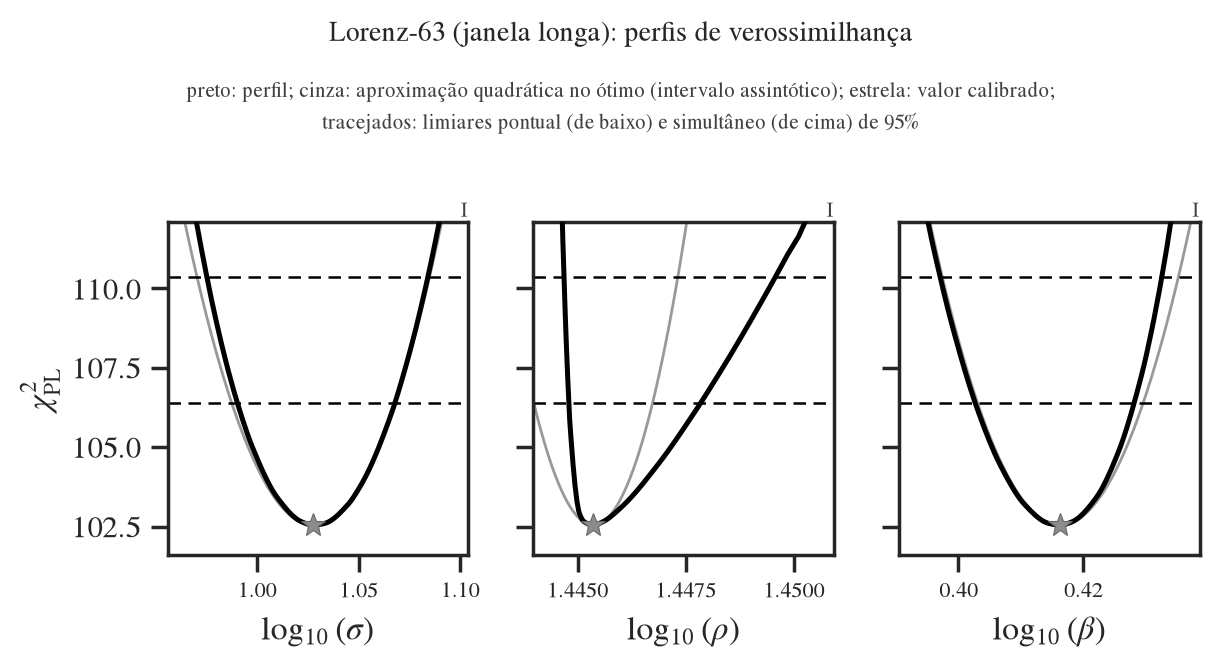 Lorenz-63 (janela longa): perfis de verossimilhança
preto: perfil; cinza: aproximação quadrática no ótimo (intervalo assintótico); estrela: valor calibrado;
tracejados: limiares pontual (de baixo) e simultâneo (de cima) de 95%
I I I
110.0
107.5
105.0
102.5
χ²PL
1.00 1.05 1.10 1.4450 1.4475 1.4500 0.40 0.42
log₁₀ (σ) log₁₀ (ρ) log₁₀ (β)